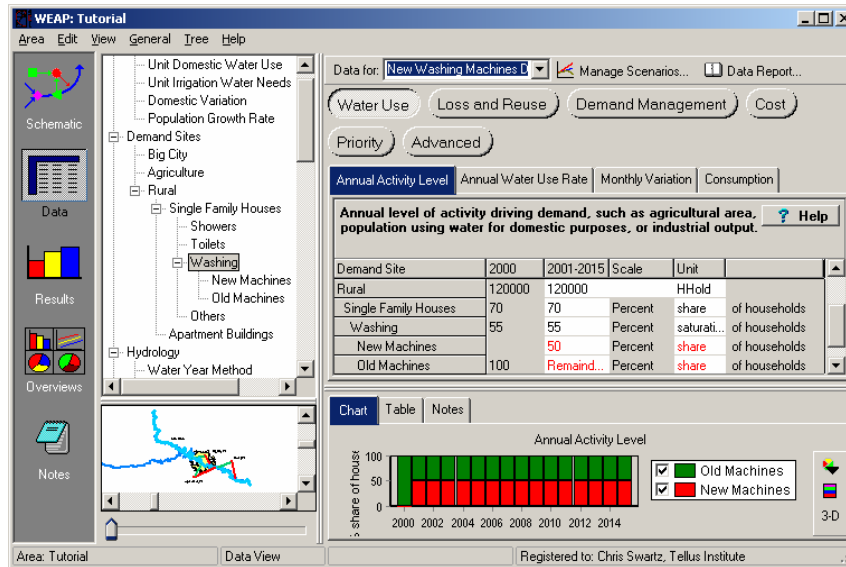 WEAP: Tutorial
Area Edit View General Tree Help
Schematic
Data
Results
Overviews
Notes
Unit Domestic Water Use
Unit Irrigation Water Needs
Domestic Variation
Population Growth Rate
Demand Sites
Big City
Agriculture
Rural
Single Family Houses
Showers
Toilets
Washing
New Machines
Old Machines
Others
Apartment Buildings
Hydrology
Water Year Method
Data for: New Washing Machines D Manage Scenarios... Data Report...
Water Use Loss and Reuse Demand Management Cost
Priority Advanced
Annual Activity Level Annual Water Use Rate Monthly Variation Consumption
Annual level of activity driving demand, such as agricultural area,
population using water for domestic purposes, or industrial output.
? Help
Demand Site 2000 2001-2015 Scale Unit
Rural 120000 120000 HHold
Single Family Houses 70 70 Percent share of households
Washing 55 55 Percent saturati... of households
New Machines 50 Percent share of households
Old Machines 100 Remaind... Percent share of households
Chart Table Notes
Annual Activity Level
share of house
100
50
0
2000 2002 2004 2006 2008 2010 2012 2014
Old Machines
New Machines
3-D
Area: Tutorial Data View Registered to: Chris Swartz, Tellus Institute